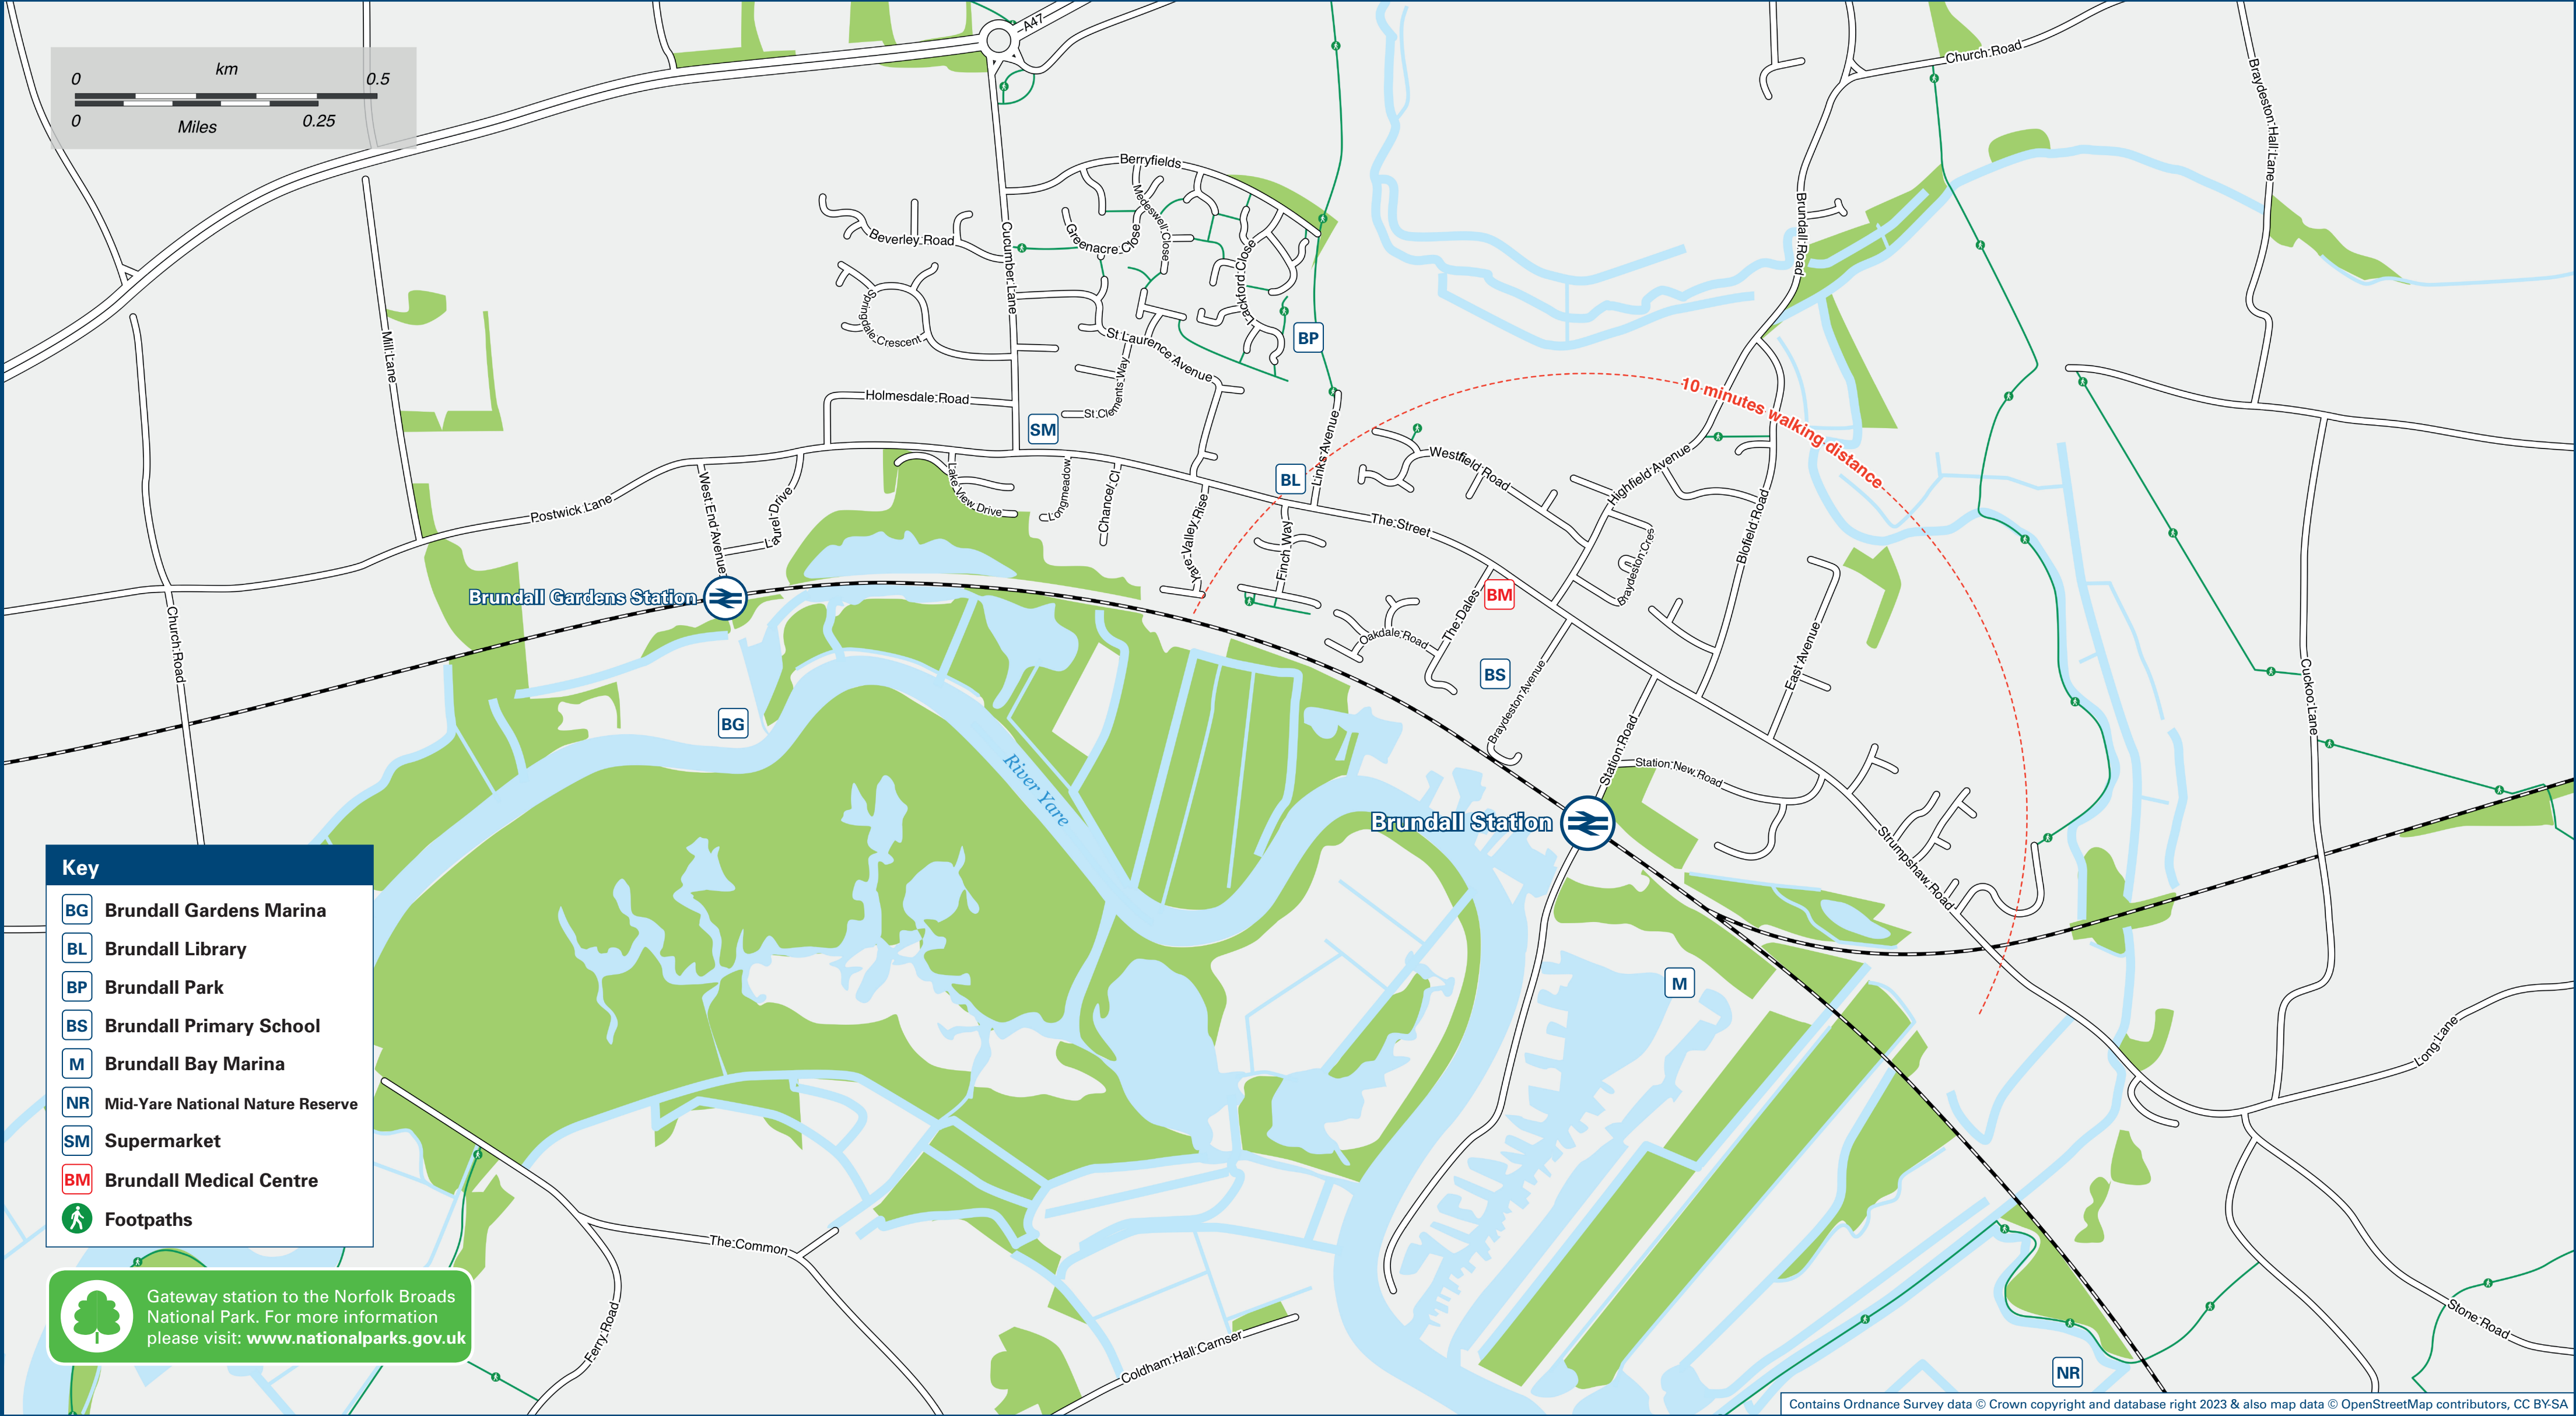 km
0 0.5
0 0.25
Miles
A47
Church Road
Braydeston Hall Lane
Berryfields
Medeswell Close
Greenacre Close
Beverley Road
Cucumber Lane
Brundall Road
Lackford Close
Springdale Crescent
St Laurence Avenue
BP
Mill Lane
St Clements Way
Holmesdale Road
SM
10 minutes walking distance
Links Avenue
BL
Westfield Road
Highfield Avenue
Postwick Lane
West End Avenue
Laurel Drive
La
Lake View Drive
Longmeadow
Chancel Cl
Yare Valley Rise
Finch Way
The Street
Blofield Road
Braydeston Cres
Brundall Gardens Station
BM
The Dales
Oakdale Road
BS
Braydeston Avenue
East Avenue
Church Road
Cuckoo Lane
BG
River Yare
Station Road
Station New Road
Brundall Station
Strumpshaw Road
M
Long Lane
Key
BG Brundall Gardens Marina
BL Brundall Library
BP Brundall Park
BS Brundall Primary School
M Brundall Bay Marina
NR Mid-Yare National Nature Reserve
SM Supermarket
BM Brundall Medical Centre
Footpaths
The Common
Ferry Road
Coldham Hall Carnser
Stone Road
NR
Gateway station to the Norfolk Broads
National Park. For more information
please visit: www.nationalparks.gov.uk
Contains Ordnance Survey data © Crown copyright and database right 2023 & also map data © OpenStreetMap contributors, CC BY-SA